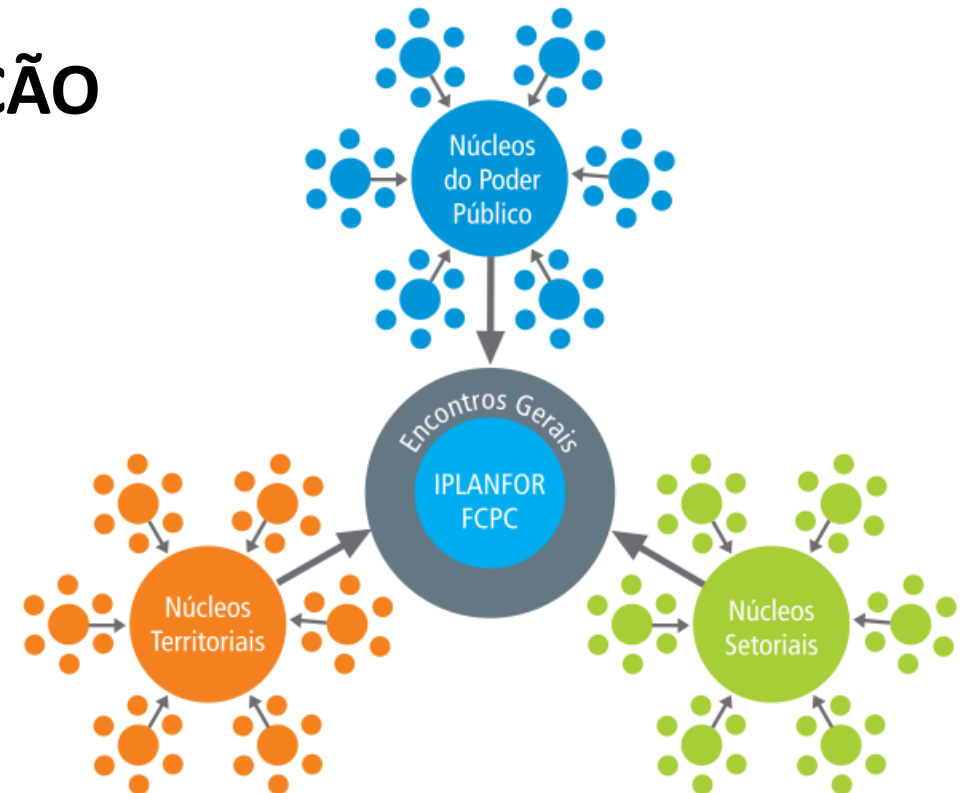 ÇÃO
Núcleos
do Poder
Público
Encontros Gerais
IPLANFOR
FCPC
Núcleos
Territoriais
Núcleos
Setoriais